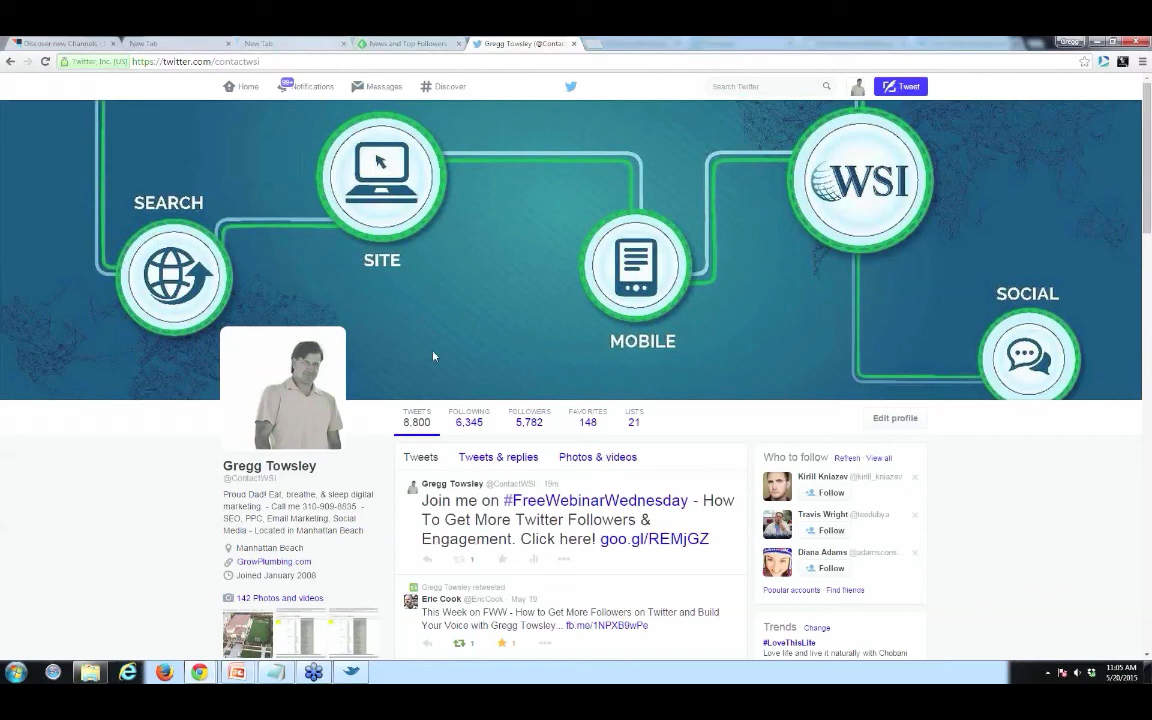 Discover new Channels
New Tab
New Tab
News and Top Followers
Gregg Towsley (@Contac
Gregg
Twitter, Inc. [US]
https://twitter.com/contactwsi
Home
99+
Notifications
Messages
Discover
Search Twitter
Tweet
SEARCH
SITE
MOBILE
WSI
SOCIAL
TWEETS
8,800
FOLLOWING
6,345
FOLLOWERS
5,782
FAVORITES
148
LISTS
21
Edit profile
Gregg Towsley
@ContactWSI
Proud Dad! Eat, breathe, & sleep digital
marketing. - Call me 310-909-8835. -
SEO, PPC, Email Marketing, Social
Media - Located in Manhattan Beach
Manhattan Beach
GrowPlumbing.com
Joined January 2008
142 Photos and videos
Tweets
Tweets & replies
Photos & videos
Gregg Towsley @ContactWSI · 19m
Join me on #FreeWebinarWednesday - How
To Get More Twitter Followers &
Engagement. Click here! goo.gl/REMjGZ
1
Gregg Towsley retweeted
Eric Cook @EricCook · May 19
This Week on FWW - How to Get More Followers on Twitter and Build
Your Voice with Gregg Towsley... fb.me/1NPXB9wPe
1
1
Who to follow
Refresh
View all
Kirill Kniazev @kirill_kniazev
Follow
Travis Wright @teedubya
Follow
Diana Adams @adamscons..
Follow
Popular accounts
Find friends
Trends
Change
#LoveThisLife
Love life and live it naturally with Chobani
11:05 AM
5/20/2015